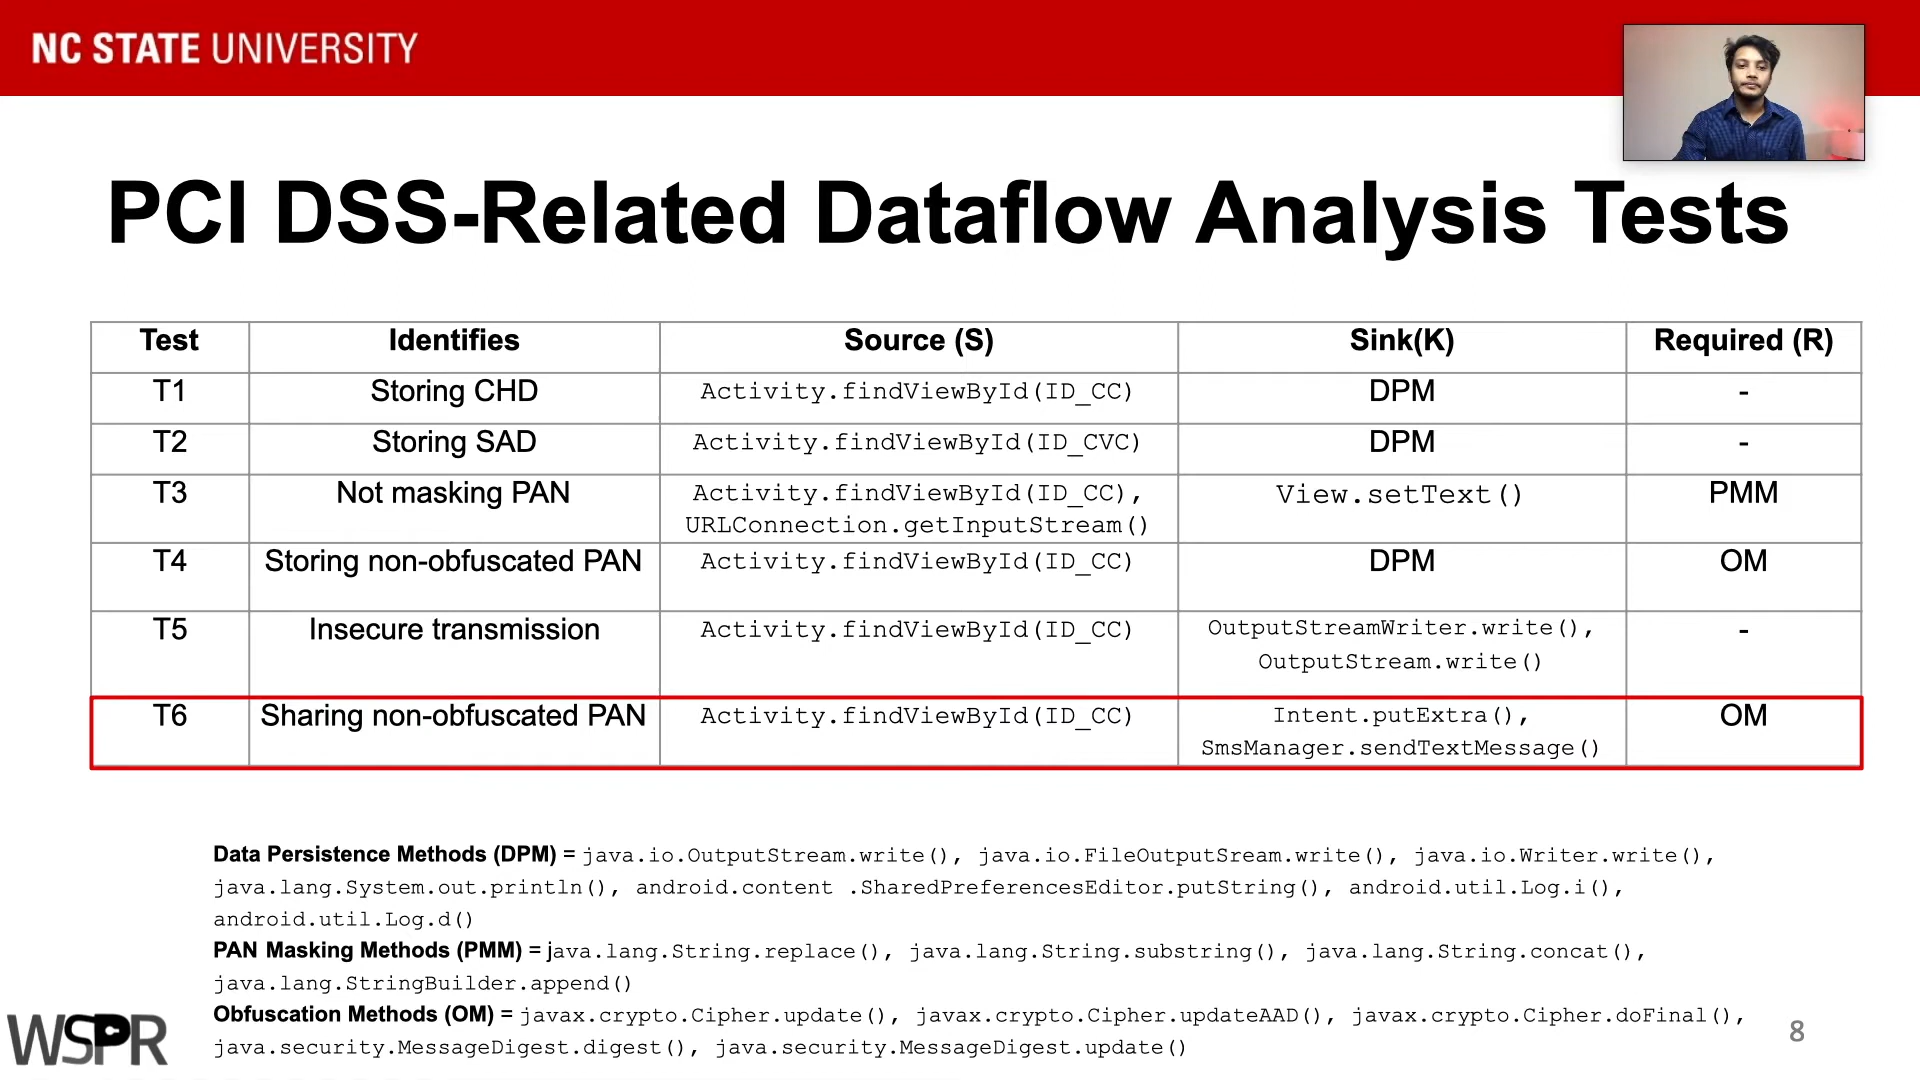 NC STATE UNIVERSITY
PCI DSS-Related Dataflow Analysis Tests
Test Identifies Source (S) Sink(K) Required (R)
T1 Storing CHD Activity.findViewById(ID_CC) DPM -
T2 Storing SAD Activity.findViewById(ID_CVC) DPM -
T3 Not masking PAN Activity.findViewById(ID_CC), View.setText() PMM
URLConnection.getInputStream()
T4 Storing non-obfuscated PAN Activity.findViewById(ID_CC) DPM OM
T5 Insecure transmission Activity.findViewById(ID_CC) OutputStreamWriter.write(), -
OutputStream.write()
T6 Sharing non-obfuscated PAN Activity.findViewById(ID_CC) Intent.putExtra(), OM
SmsManager.sendTextMessage()
Data Persistence Methods (DPM) = java.io.OutputStream.write(), java.io.FileOutputSream.write(), java.io.Writer.write(),
java.lang.System.out.println(), android.content .SharedPreferencesEditor.putString(), android.util.Log.i(),
android.util.Log.d()
PAN Masking Methods (PMM) = java.lang.String.replace(), java.lang.String.substring(), java.lang.String.concat(),
java.lang.StringBuilder.append()
Obfuscation Methods (OM) = javax.crypto.Cipher.update(), javax.crypto.Cipher.updateAAD(), javax.crypto.Cipher.doFinal(),
java.security.MessageDigest.digest(), java.security.MessageDigest.update()
WSPR
8